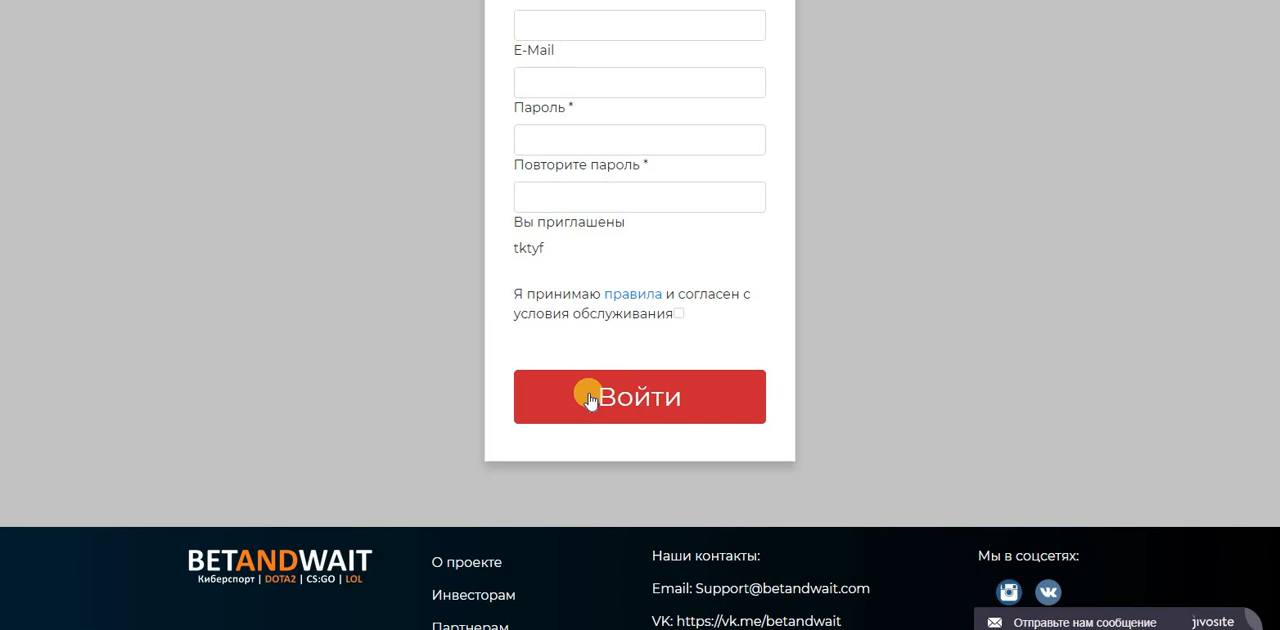 E-Mail
Пароль *
Повторите пароль *
Вы приглашены
tktyf
Я принимаю правила и согласен с
условия обслуживания
Войти
BETANDWAIT
Киберспорт | DOTA2 | CS:GO | LOL
О проекте
Инвесторам
Партнерам
Наши контакты:
Email: Support@betandwait.com
VK: https://vk.me/betandwait
Мы в соцсетях:
Отправьте нам сообщение
jivosite